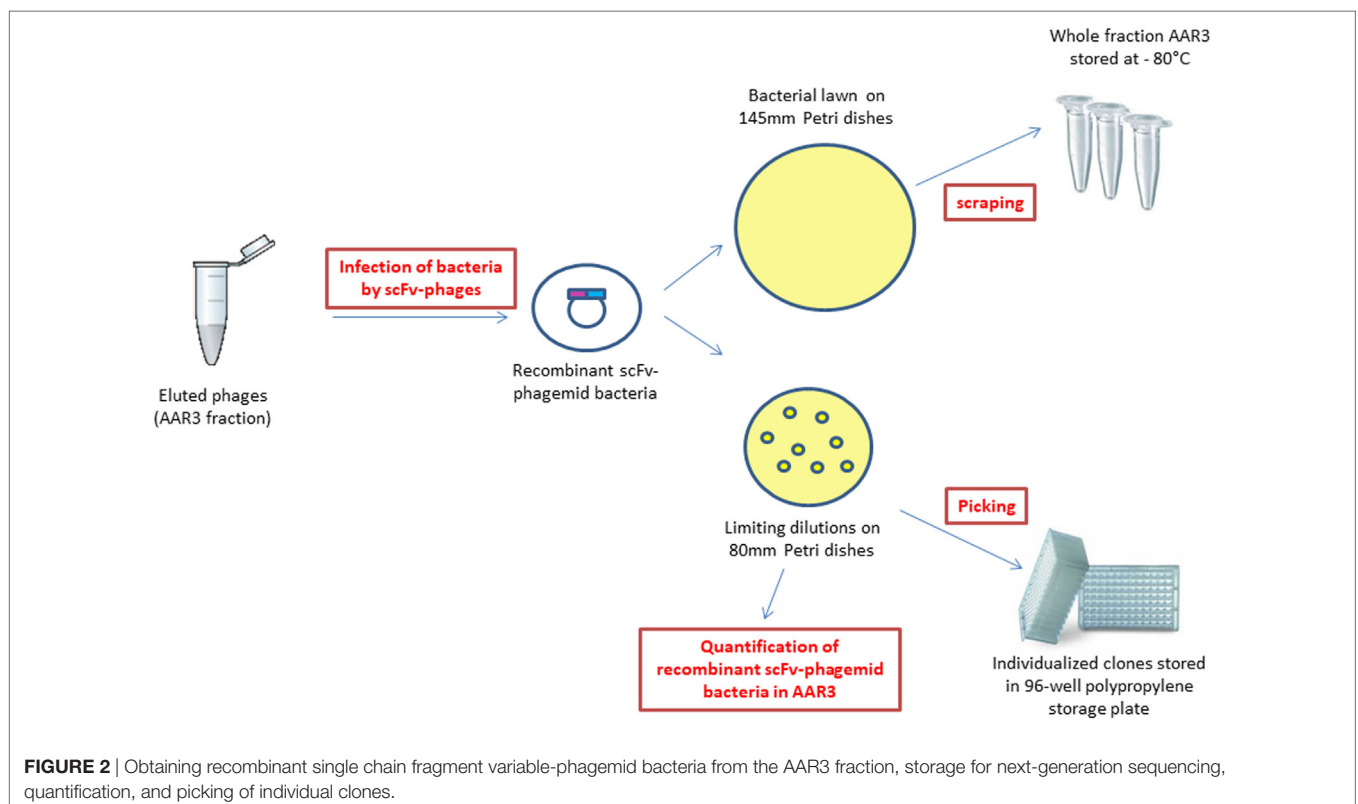 Whole fraction AAR3
stored at - 80°C
Bacterial lawn on
145mm Petri dishes
scraping
Infection of bacteria
by scFv-phages
Eluted phages
(AAR3 fraction)
Recombinant scFv-
phagemid bacteria
Limiting dilutions on
80mm Petri dishes
Picking
Quantification of
recombinant scFv-phagemid
bacteria in AAR3
Individualized clones stored
in 96-well polypropylene
storage plate
FIGURE 2 | Obtaining recombinant single chain fragment variable-phagemid bacteria from the AAR3 fraction, storage for next-generation sequencing,
quantification, and picking of individual clones.